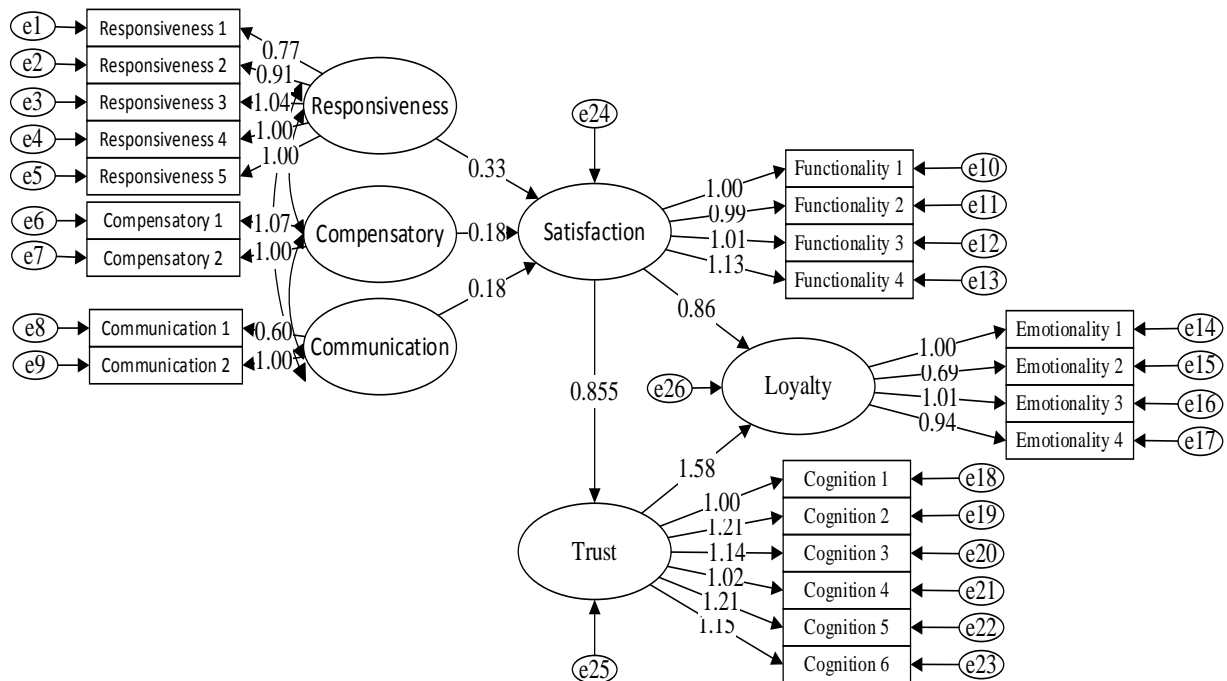 e1
Responsiveness 1
0.77
e2
Responsiveness 2
0.91
e3
Responsiveness 3
1.04
e4
Responsiveness 4
1.00
e5
Responsiveness 5
1.00
Responsiveness
e6
Compensatory 1
1.07
e7
Compensatory 2
1.00
Compensatory
e8
Communication 1
0.60
e9
Communication 2
1.00
Communication
0.33
0.18
0.18
e24
Satisfaction
1.00
Functionality 1
e10
0.99
Functionality 2
e11
1.01
Functionality 3
e12
1.13
Functionality 4
e13
0.86
0.855
e26
Loyalty
1.00
Emotionality 1
e14
0.69
Emotionality 2
e15
1.01
Emotionality 3
e16
0.94
Emotionality 4
e17
1.58
Trust
e25
1.00
Cognition 1
e18
1.21
Cognition 2
e19
1.14
Cognition 3
e20
1.02
Cognition 4
e21
1.21
Cognition 5
e22
1.15
Cognition 6
e23